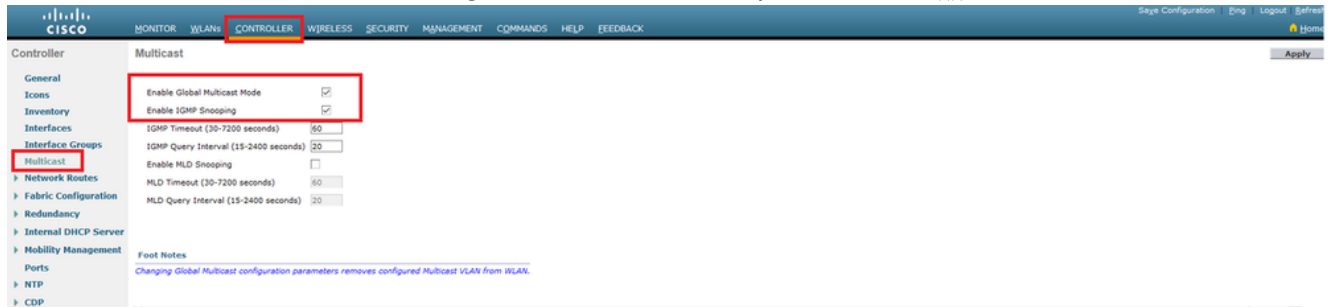 Save Configuration | Ping | Logout | Refresh
CISCO MONITOR WLANs CONTROLLER WIRELESS SECURITY MANAGEMENT COMMANDS HELP FEEDBACK Home
Controller Multicast Apply
General
Icons Enable Global Multicast Mode
Inventory Enable IGMP Snooping
Interfaces IGMP Timeout (30-7200 seconds) 60
Interface Groups IGMP Query Interval (15-2400 seconds) 20
Multicast Enable MLD Snooping
Network Routes MLD Timeout (30-7200 seconds) 60
Fabric Configuration MLD Query Interval (15-2400 seconds) 20
Redundancy
Internal DHCP Server
Mobility Management Foot Notes
Ports Changing Global Multicast configuration parameters removes configured Multicast VLAN from WLAN.
NTP
CDP